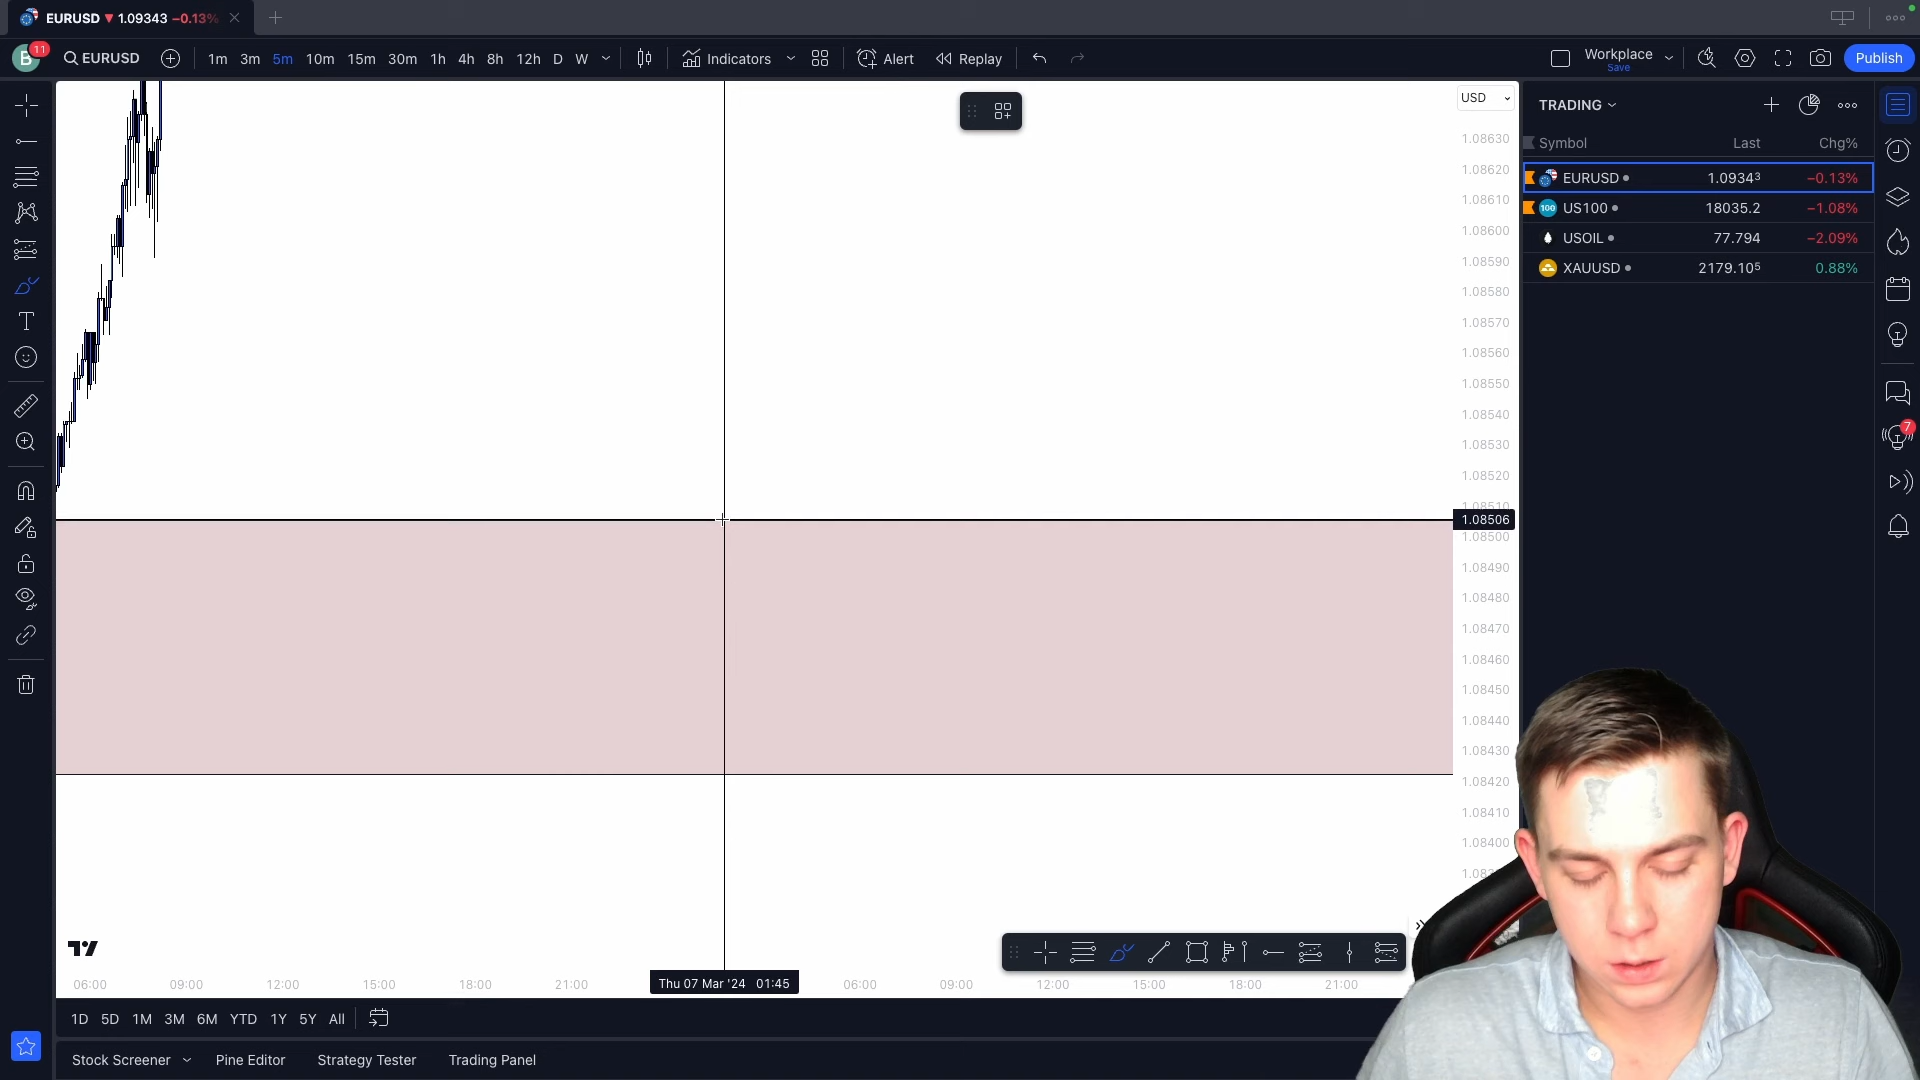 EURUSD ▼ 1.09343 −0.13%
B 11 EURUSD 1m 3m 5m 10m 15m 30m 1h 4h 8h 12h D W Indicators Alert Replay Workplace Save Publish
USD
1.08630
1.08620
1.08610
1.08600
1.08590
1.08580
1.08570
1.08560
1.08550
1.08540
1.08530
1.08520
1.08510
1.08506
1.08500
1.08490
1.08480
1.08470
1.08460
1.08450
1.08440
1.08430
1.08420
1.08410
1.08400
TRADING
Symbol Last Chg%
EURUSD 1.09343 −0.13%
100 US100 18035.2 −1.08%
USOIL 77.794 −2.09%
XAUUSD 2179.105 0.88%
7
06:00 09:00 12:00 15:00 18:00 21:00 Thu 07 Mar '24 01:45 06:00 09:00 12:00 15:00 18:00 21:00
1D 5D 1M 3M 6M YTD 1Y 5Y All
Stock Screener Pine Editor Strategy Tester Trading Panel